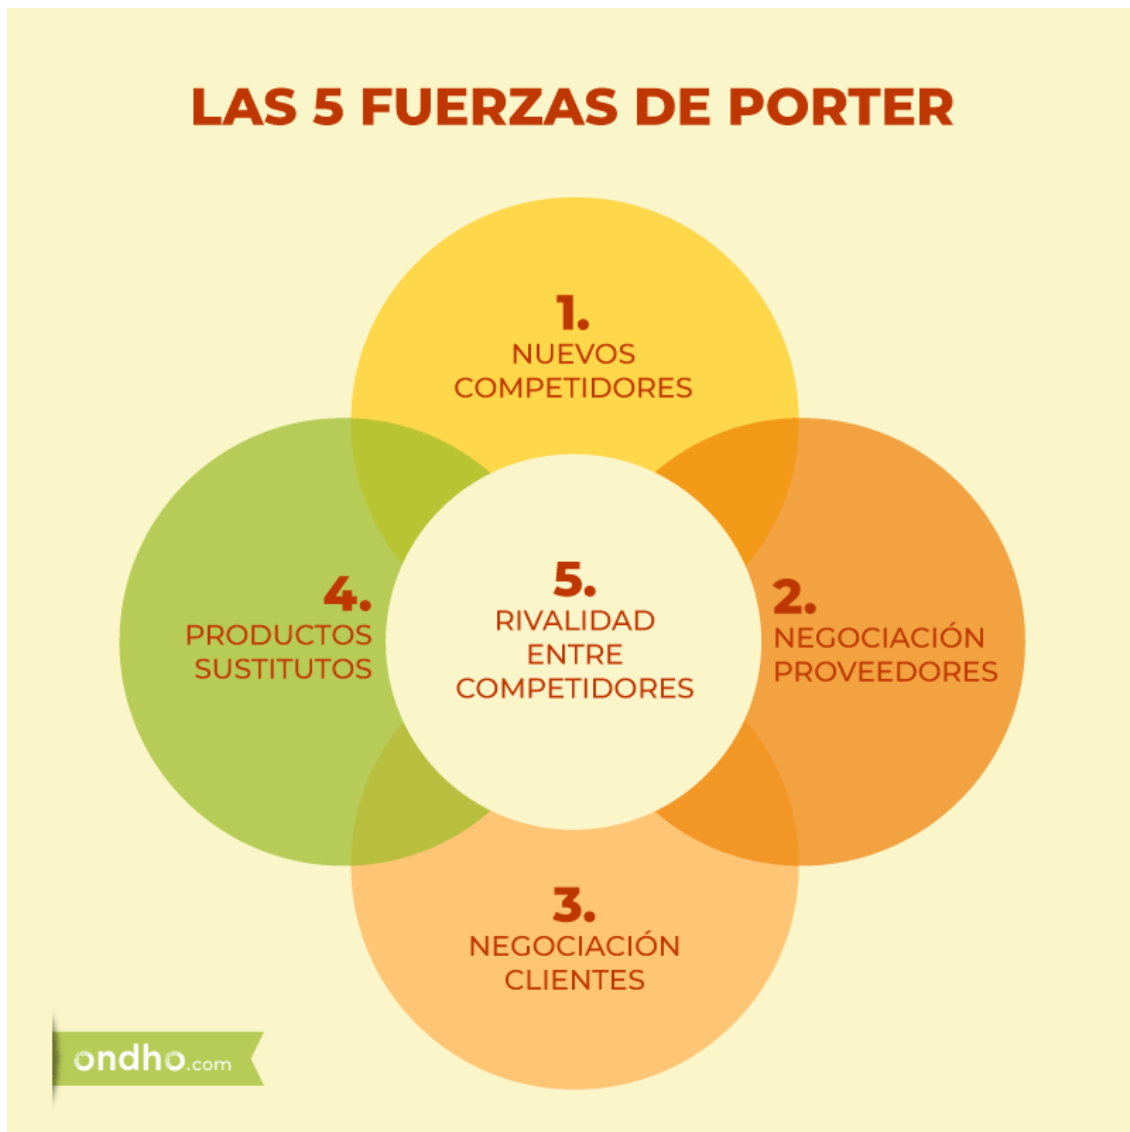 LAS 5 FUERZAS DE PORTER
1.
NUEVOS
COMPETIDORES
2.
NEGOCIACIÓN
PROVEEDORES
3.
NEGOCIACIÓN
CLIENTES
4.
PRODUCTOS
SUSTITUTOS
5.
RIVALIDAD
ENTRE
COMPETIDORES
ondho.com